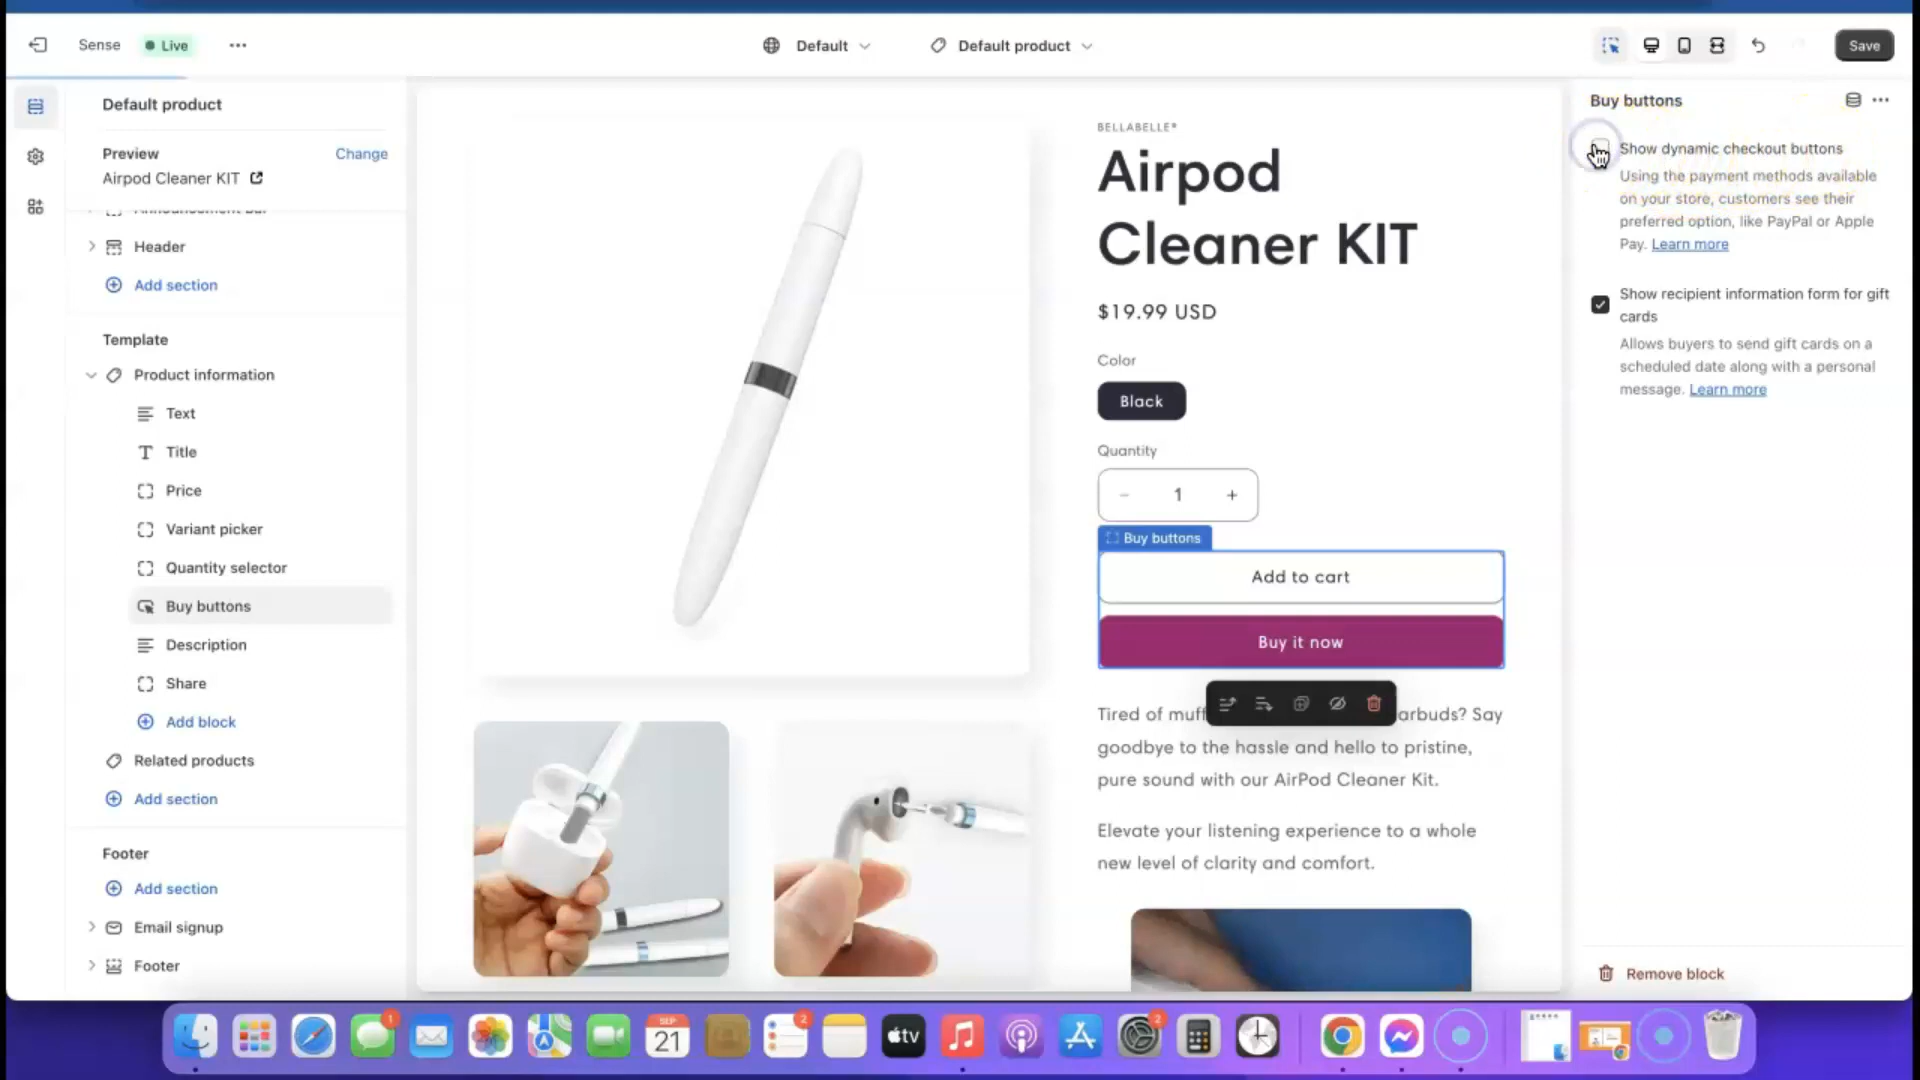 Sense
Live
Default
Default product
Save
Default product
Preview
Change
Airpod Cleaner KIT
Announcement bar
Header
Add section
Template
Product information
Text
Title
Price
Variant picker
Quantity selector
Buy buttons
Description
Share
Add block
Related products
Add section
Footer
Add section
Email signup
Footer
BELLABELLE®
Airpod
Cleaner KIT
$19.99 USD
Color
Black
Quantity
1
Buy buttons
Add to cart
Buy it now
Tired of muff arbuds? Say
goodbye to the hassle and hello to pristine,
pure sound with our AirPod Cleaner Kit.
Elevate your listening experience to a whole
new level of clarity and comfort.
Buy buttons
Show dynamic checkout buttons
Using the payment methods available
on your store, customers see their
preferred option, like PayPal or Apple
Pay. Learn more
Show recipient information form for gift
cards
Allows buyers to send gift cards on a
scheduled date along with a personal
message. Learn more
Remove block
1
SEP
21
2
tv
2